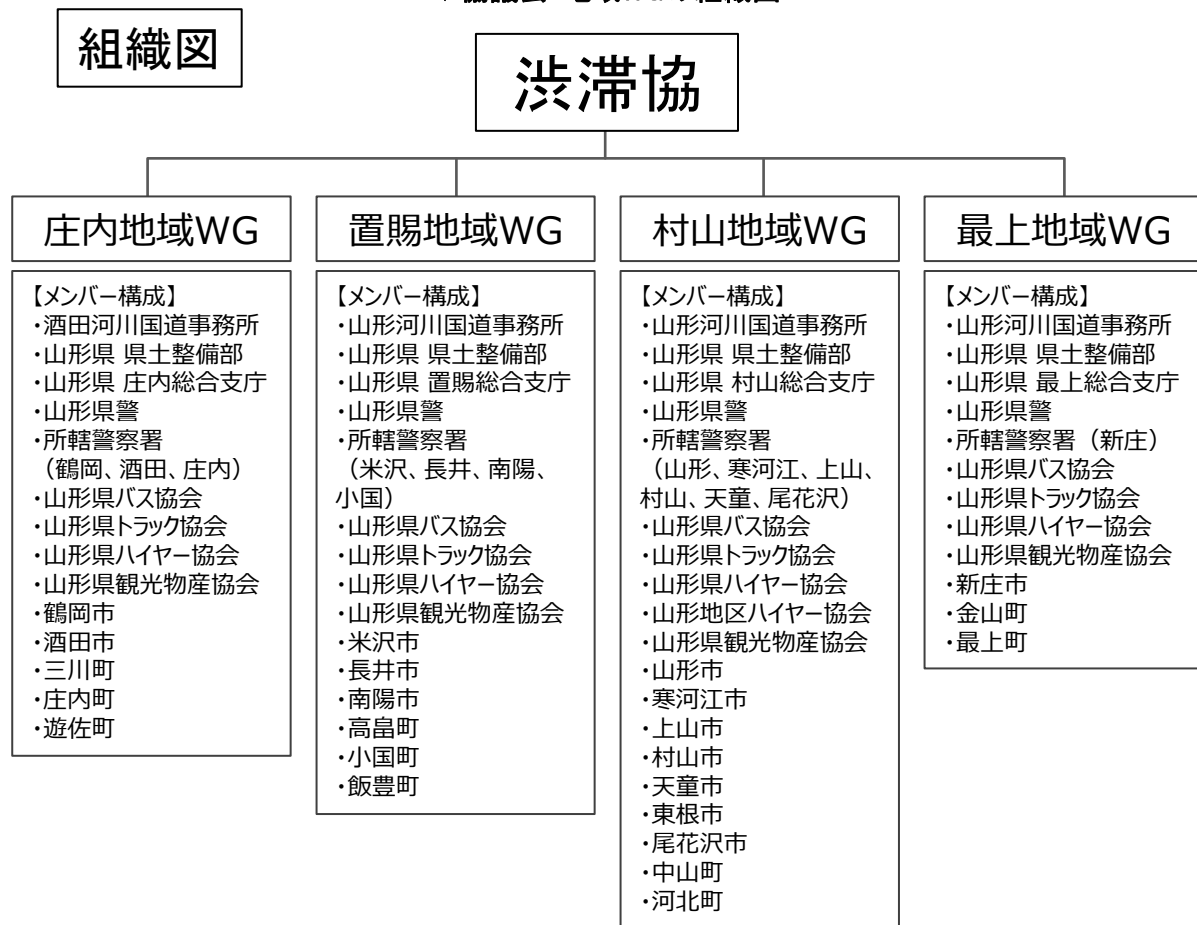 組織図
渋滞協
庄内地域WG
【メンバー構成】
・酒田河川国道事務所
・山形県 県土整備部
・山形県 庄内総合支庁
・山形県警
・所轄警察署
（鶴岡、酒田、庄内）
・山形県バス協会
・山形県トラック協会
・山形県ハイヤー協会
・山形県観光物産協会
・鶴岡市
・酒田市
・三川町
・庄内町
・遊佐町
置賜地域WG
【メンバー構成】
・山形河川国道事務所
・山形県 県土整備部
・山形県 置賜総合支庁
・山形県警
・所轄警察署
（米沢、長井、南陽、
小国）
・山形県バス協会
・山形県トラック協会
・山形県ハイヤー協会
・山形県観光物産協会
・米沢市
・長井市
・南陽市
・高畠町
・小国町
・飯豊町
村山地域WG
【メンバー構成】
・山形河川国道事務所
・山形県 県土整備部
・山形県 村山総合支庁
・山形県警
・所轄警察署
（山形、寒河江、上山、
村山、天童、尾花沢）
・山形県バス協会
・山形県トラック協会
・山形県ハイヤー協会
・山形地区ハイヤー協会
・山形県観光物産協会
・山形市
・寒河江市
・上山市
・村山市
・天童市
・東根市
・尾花沢市
・中山町
・河北町
最上地域WG
【メンバー構成】
・山形河川国道事務所
・山形県 県土整備部
・山形県 最上総合支庁
・山形県警
・所轄警察署（新庄）
・山形県バス協会
・山形県トラック協会
・山形県ハイヤー協会
・山形県観光物産協会
・新庄市
・金山町
・最上町